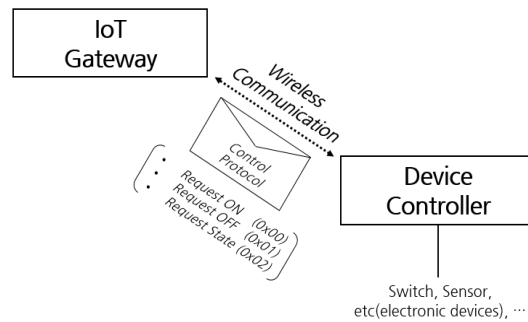 IoT
Gateway
Wireless
Communication
Control
Protocol
Request ON (0x00)
Request OFF (0x01)
Request State (0x02)
Device
Controller
Switch, Sensor,
etc(electronic devices), ...